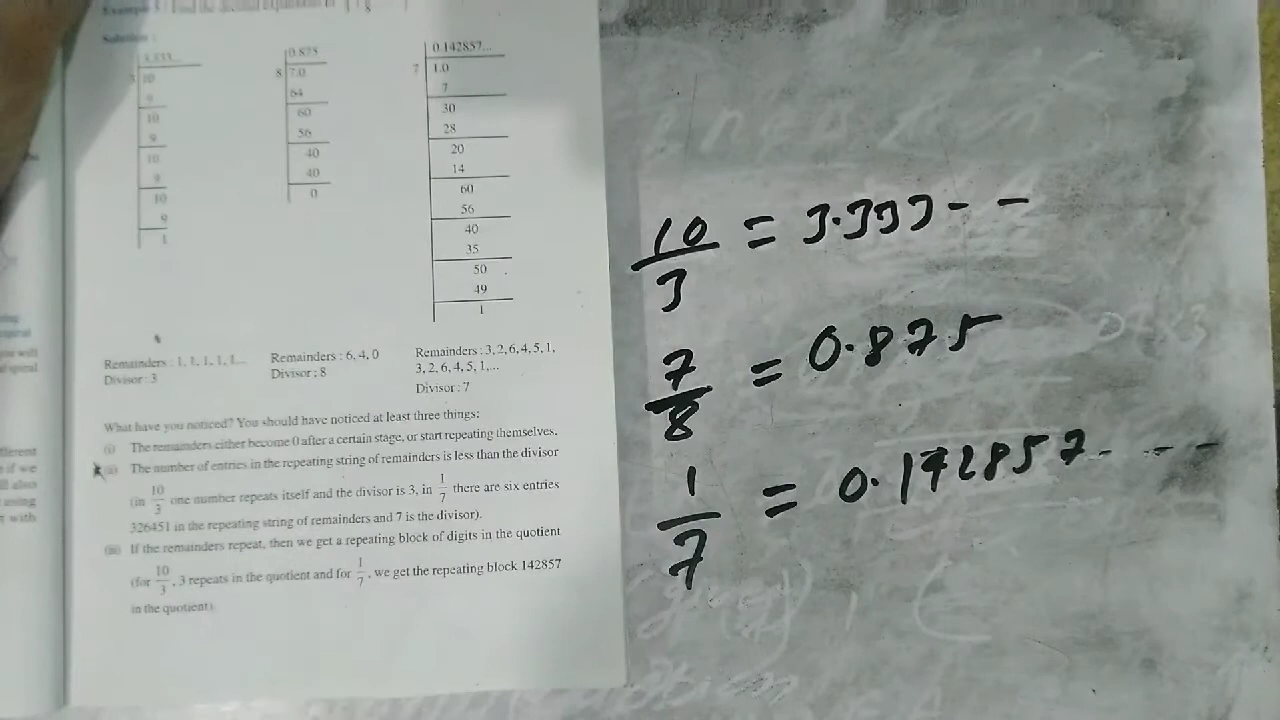 Solution :
3.333...
3 10
9
10
9
10
9
10
9
1
0.875
8 7.0
64
60
56
40
40
0
0.142857...
7 1.0
7
30
28
20
14
60
56
40
35
50
49
1
Remainders : 1, 1, 1, 1, 1...
Divisor : 3
Remainders : 6, 4, 0
Divisor : 8
Remainders : 3, 2, 6, 4, 5, 1,
3, 2, 6, 4, 5, 1,...
Divisor : 7
What have you noticed? You should have noticed at least three things:
(i) The remainders either become 0 after a certain stage, or start repeating themselves.
(ii) The number of entries in the repeating string of remainders is less than the divisor
(in 10/3 one number repeats itself and the divisor is 3, in 1/7 there are six entries
326451 in the repeating string of remainders and 7 is the divisor).
(iii) If the remainders repeat, then we get a repeating block of digits in the quotient
(for 10/3, 3 repeats in the quotient and for 1/7, we get the repeating block 142857
in the quotient).
10/3 = 3.333 - -
7/8 = 0.875
1/7 = 0.142857. - - -